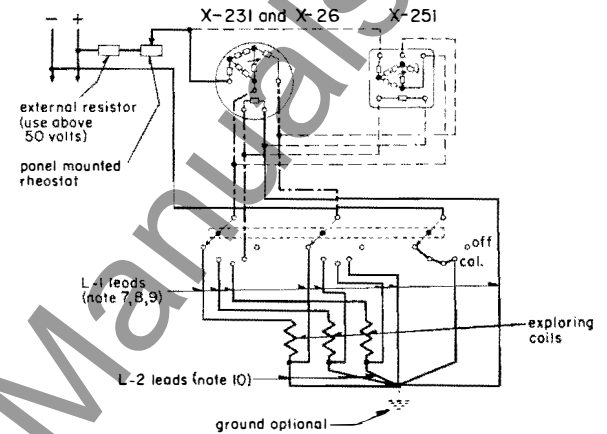 X-231 and X-26
X-251
− +
external resistor
(use above
50 volts)
panel mounted
rheostat
off
cal.
L-1 leads
(note 7,8,9)
exploring
coils
L-2 leads (note 10)
ground optional
Manuals